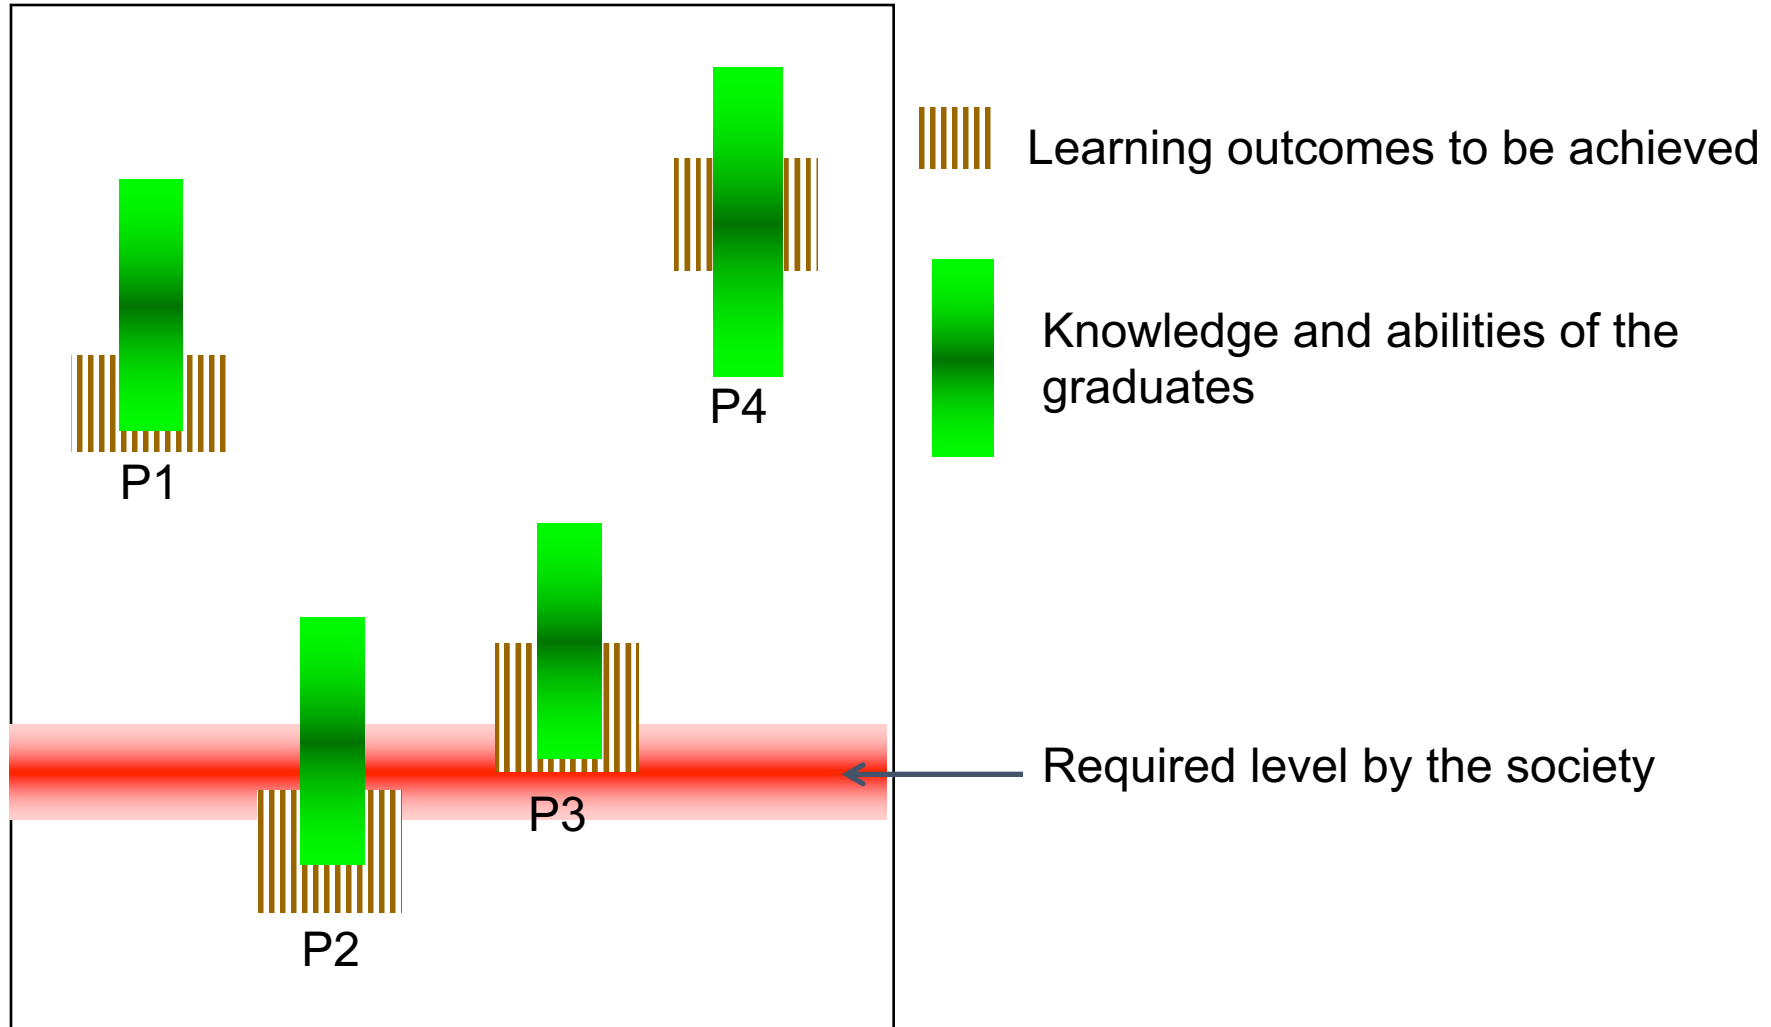 Learning outcomes to be achieved
Knowledge and abilities of the
graduates
P4
P1
Required level by the society
P3
P2